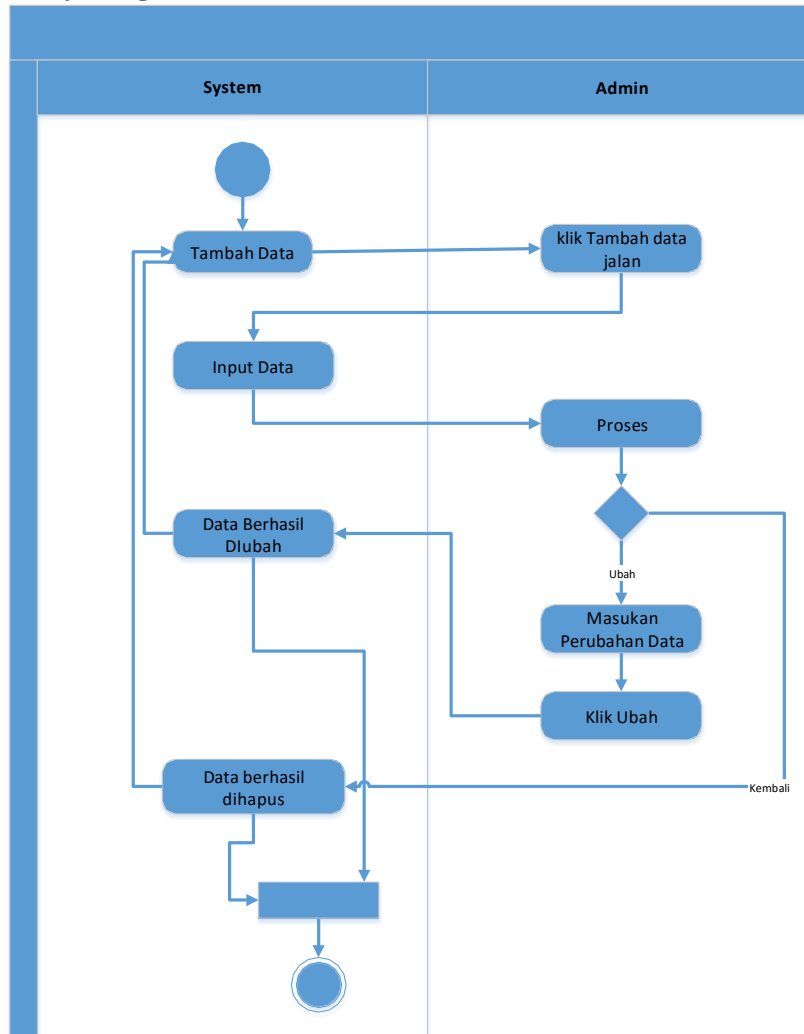 System
Admin
Tambah Data
klik Tambah data
jalan
Input Data
Proses
Data Berhasil
DIubah
Ubah
Masukan
Perubahan Data
Klik Ubah
Data berhasil
dihapus
Kembali